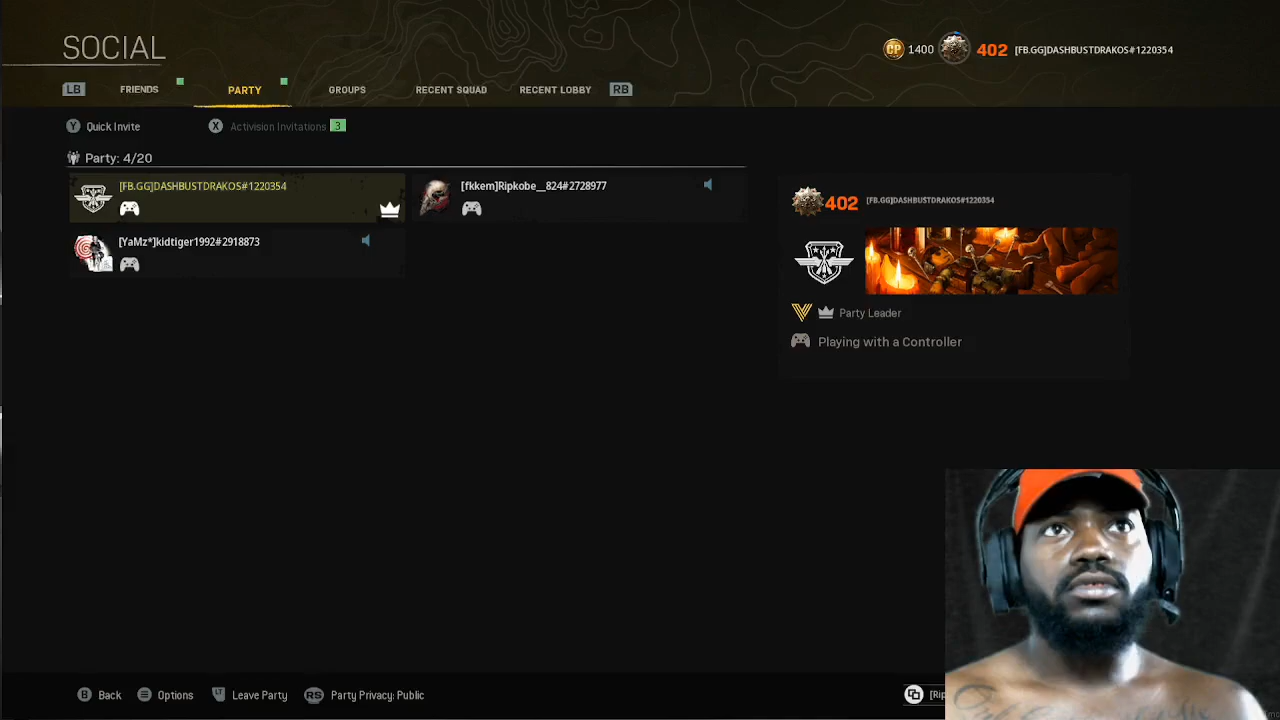 SOCIAL
CP 1400 402 [FB.GG]DASHBUSTDRAKOS#1220354
LB FRIENDS PARTY GROUPS RECENT SQUAD RECENT LOBBY RB
Y Quick Invite X Activision Invitations 3
Party: 4/20
[FB.GG]DASHBUSTDRAKOS#1220354
[fkkem]Ripkobe__824#2728977
[YaMz*]kidtiger1992#2918873
402 [FB.GG]DASHBUSTDRAKOS#1220354
Party Leader
Playing with a Controller
B Back Options LT Leave Party RS Party Privacy: Public
[Rip